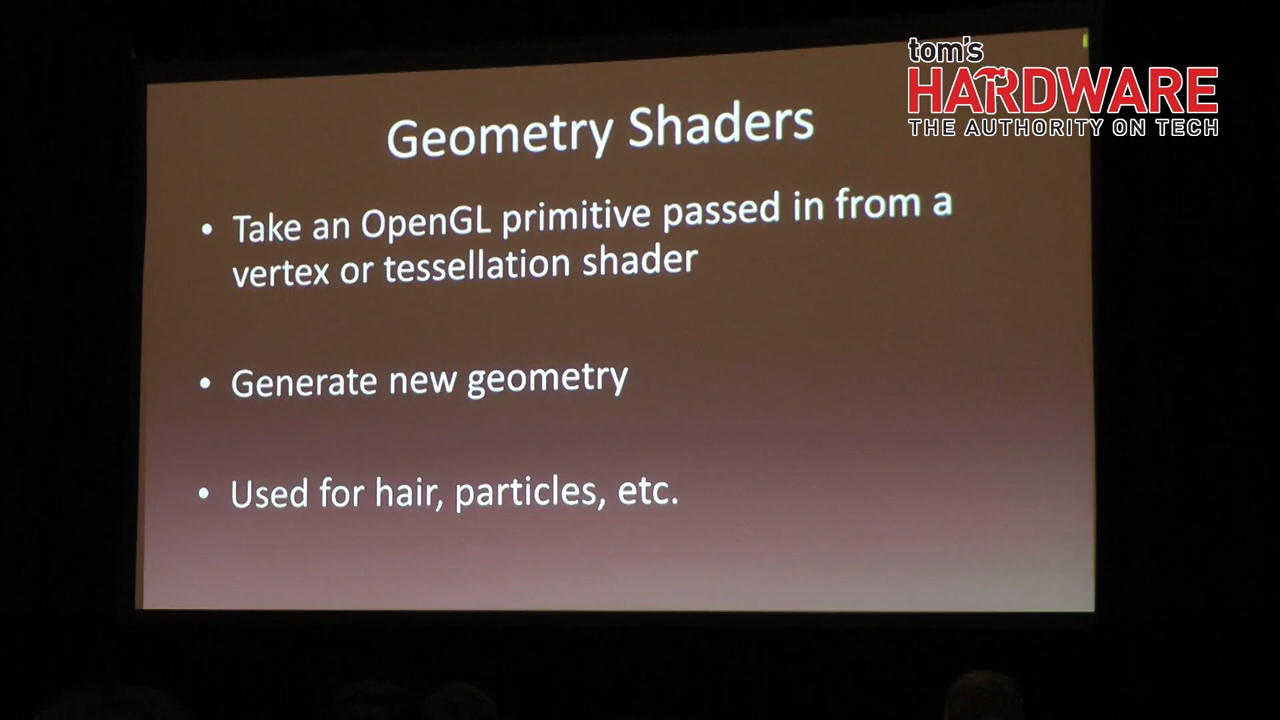 tom's
HARDWARE
THE AUTHORITY ON TECH
Geometry Shaders
• Take an OpenGL primitive passed in from a
vertex or tessellation shader
• Generate new geometry
• Used for hair, particles, etc.